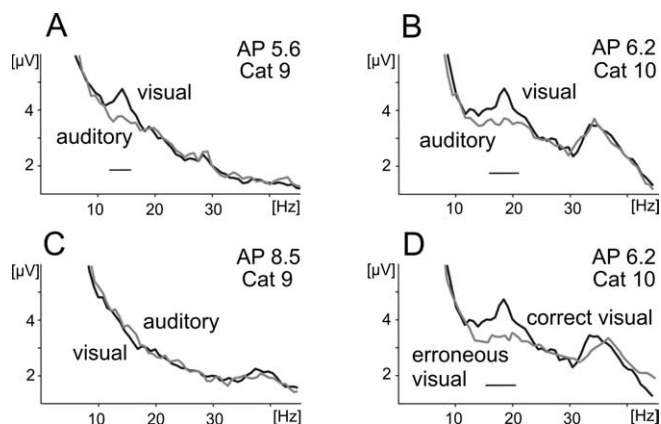 A
AP 5.6
Cat 9
[µV]
visual
auditory
4
2
10 20 30 [Hz]
B
AP 6.2
Cat 10
[µV]
visual
auditory
4
2
10 20 30 [Hz]
C
AP 8.5
Cat 9
[µV]
auditory
visual
4
2
10 20 30 [Hz]
D
AP 6.2
Cat 10
[µV]
correct visual
erroneous
visual
4
2
10 20 30 [Hz]